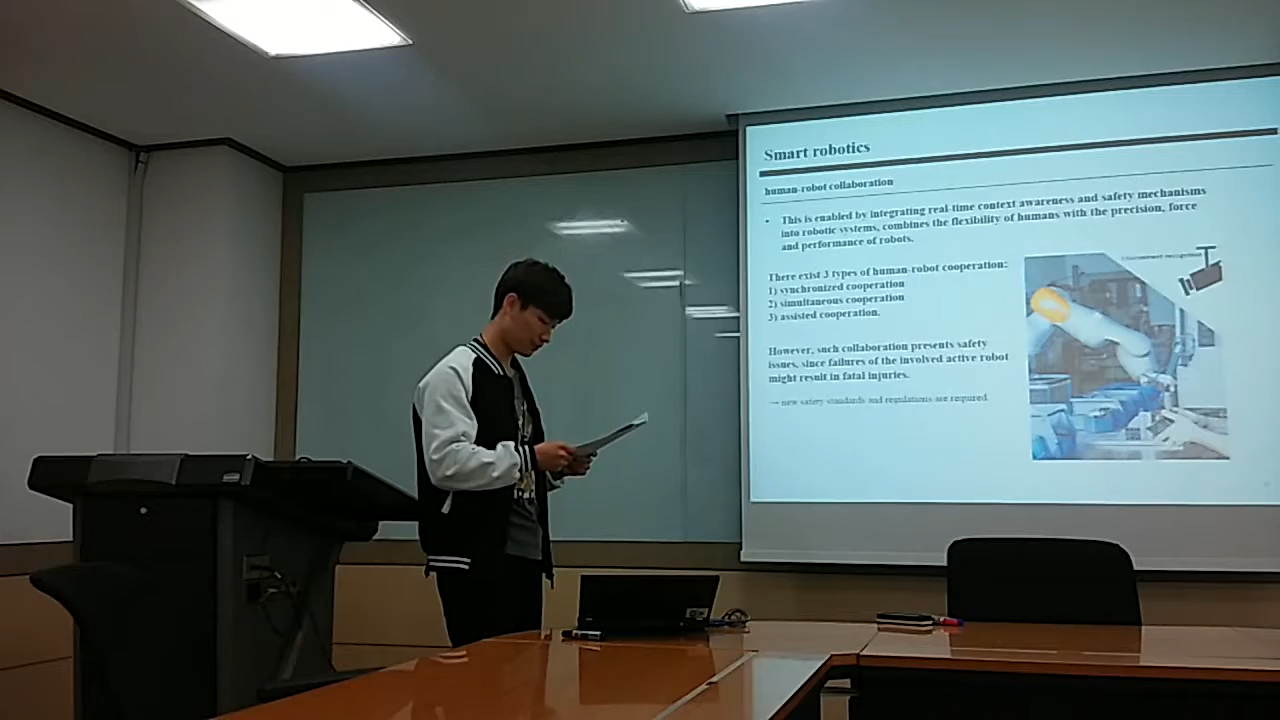 Smart robotics
human-robot collaboration
• This is enabled by integrating real-time context awareness and safety mechanisms
into robotic systems, combines the flexibility of humans with the precision, force
and performance of robots.
There exist 3 types of human-robot cooperation:
1) synchronized cooperation
2) simultaneous cooperation
3) assisted cooperation.
However, such collaboration presents safety
issues, since failures of the involved active robot
might result in fatal injuries.
→ new safety standards and regulations are required.
Environment recognition